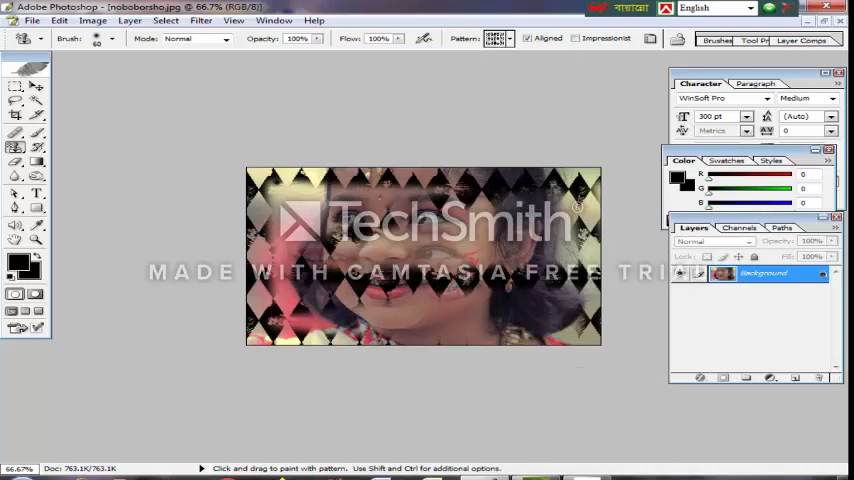 Adobe Photoshop - [noboborsho.jpg @ 66.7% (RGB/8)]
বায়ান্নো English
File Edit Image Layer Select Filter View Window Help
Brush: 60 Mode: Normal Opacity: 100% Flow: 100% Pattern: Aligned Impressionist Brushes Tool Pr Layer Comps
Character Paragraph
WinSoft Pro Medium
300 pt (Auto)
Metrics 0
Color Swatches Styles
R 0
G 0
B 0
Layers Channels Paths
Normal Opacity: 100%
Lock: Fill: 100%
Background
TechSmith
MADE WITH CAMTASIA FREE TRIAL
66.67% Doc: 763.1K/763.1K Click and drag to paint with pattern. Use Shift and Ctrl for additional options.